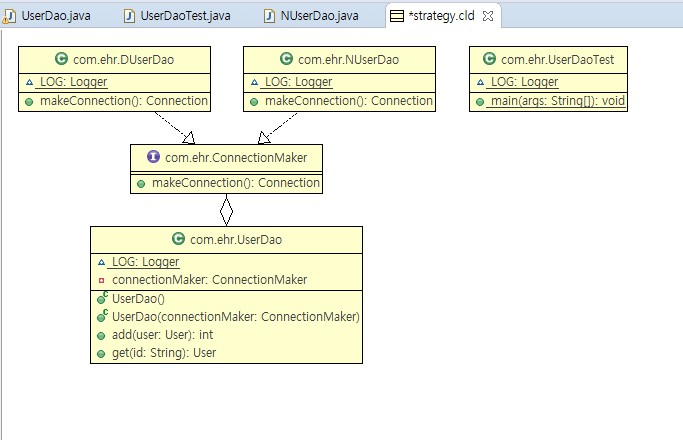 UserDao.java UserDaoTest.java NUserDao.java *strategy.cld
com.ehr.DUserDao
LOG: Logger
makeConnection(): Connection
com.ehr.NUserDao
LOG: Logger
makeConnection(): Connection
com.ehr.UserDaoTest
LOG: Logger
main(args: String[]): void
com.ehr.ConnectionMaker
makeConnection(): Connection
com.ehr.UserDao
LOG: Logger
connectionMaker: ConnectionMaker
UserDao()
UserDao(connectionMaker: ConnectionMaker)
add(user: User): int
get(id: String): User